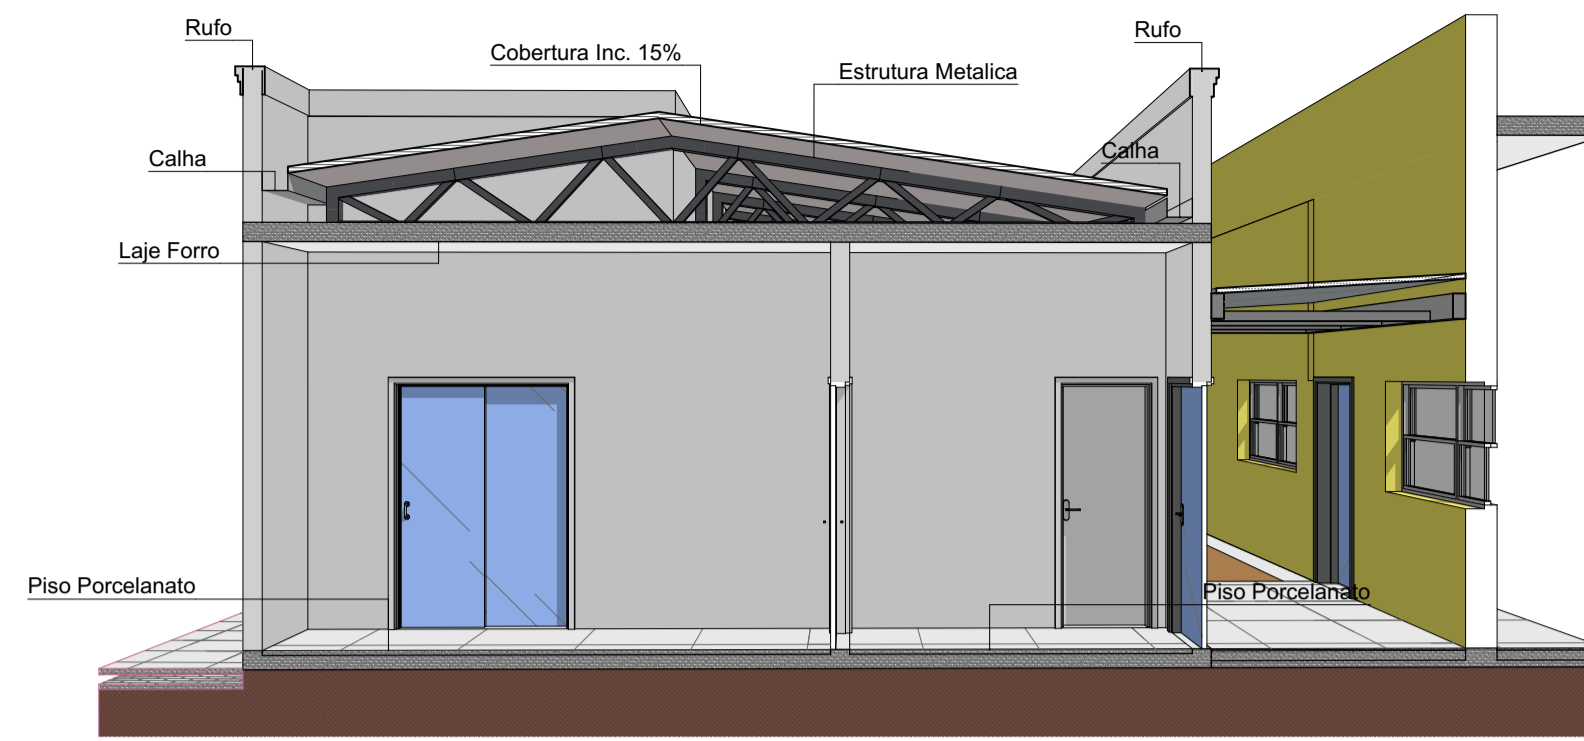 Rufo
Rufo
Cobertura Inc. 15%
Estrutura Metalica
Calha
Calha
Laje Forro
Piso Porcelanato
Piso Porcelanato